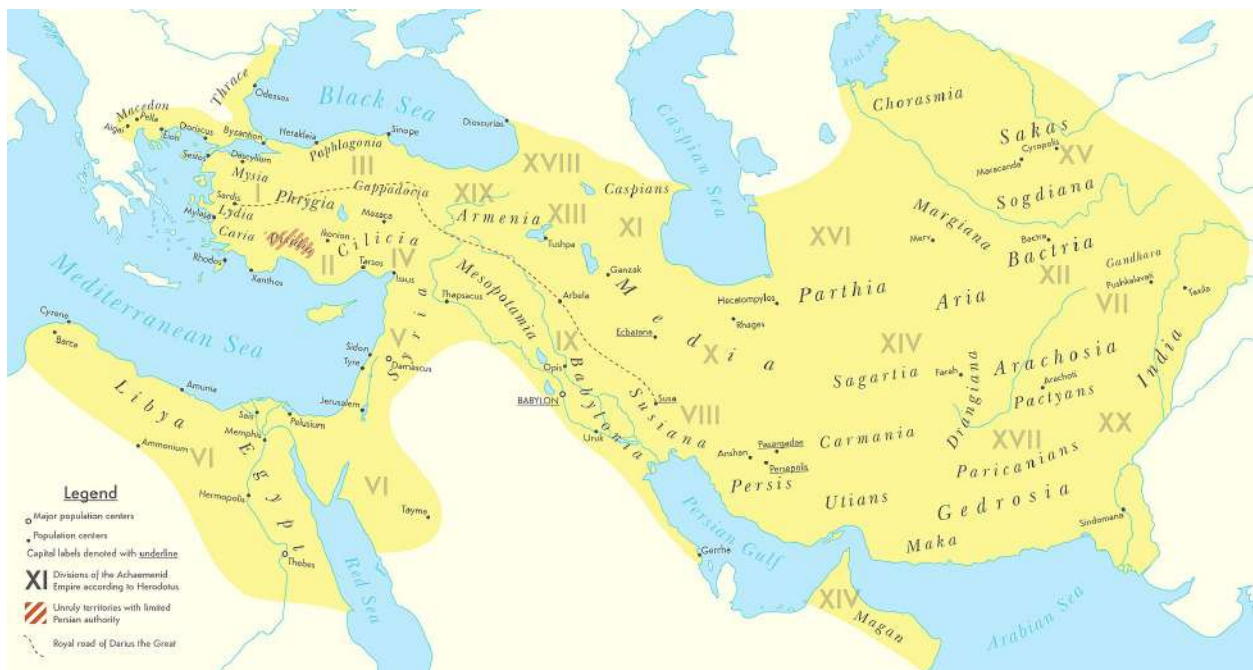 Aral Sea
Black Sea
Caspian Sea
Thrace
Odessos
Dioscurias
Chorasmia
Macedon
Pella
Aigai
Eion
Doriscus
Byzantion
Herakleia
Sinope
Paphlagonia
Sakas
Cyropolis
XV
Maracanda
Sestos
Dascylium
Mysia
III
XVIII
I
Phrygia
Cappadocia
XIX
Caspians
Sogdiana
Sardis
Lydia
Mazaca
Armenia
XIII
XI
Margiana
Mylasa
Caria
Pisidia
Ikonion
Cilicia
Tushpa
XVI
Merv
Bactra
Bactria
Rhodes
Xanthos
II
Tarsos
IV
Issus
Ganzak
XII
Gandhara
Pushkalavati
Taxila
Mediterranean Sea
Thapsacus
Mesopotamia
Arbela
Media
Hecatompylos
Parthia
Aria
VII
Cyrene
Barca
Sidon
Tyre
V
Syria
Damascus
IX
Ecbatana
Rhages
X
XIV
Arachosia
India
Libya
Amunia
Opis
Babylonia
Sagartia
Farah
Arachoti
Pactyans
Jerusalem
BABYLON
Susa
Susiana
VIII
Drangiana
Sais
Pelusium
Memphis
Uruk
Carmania
XX
Ammonium
VI
Egypt
Anshan
Pasargadae
Persepolis
XVII
Paricanians
Persis
Utians
Gedrosia
Hermopolis
VI
Tayma
Sindomana
Maka
Thebes
Red Sea
Gerrha
Persian Gulf
XIV
Magan
Arabian Sea
Legend
Major population centers
Population centers
Capital labels denoted with underline
XI Divisions of the Achaemenid
Empire according to Herodotus
Unruly territories with limited
Persian authority
Royal road of Darius the Great